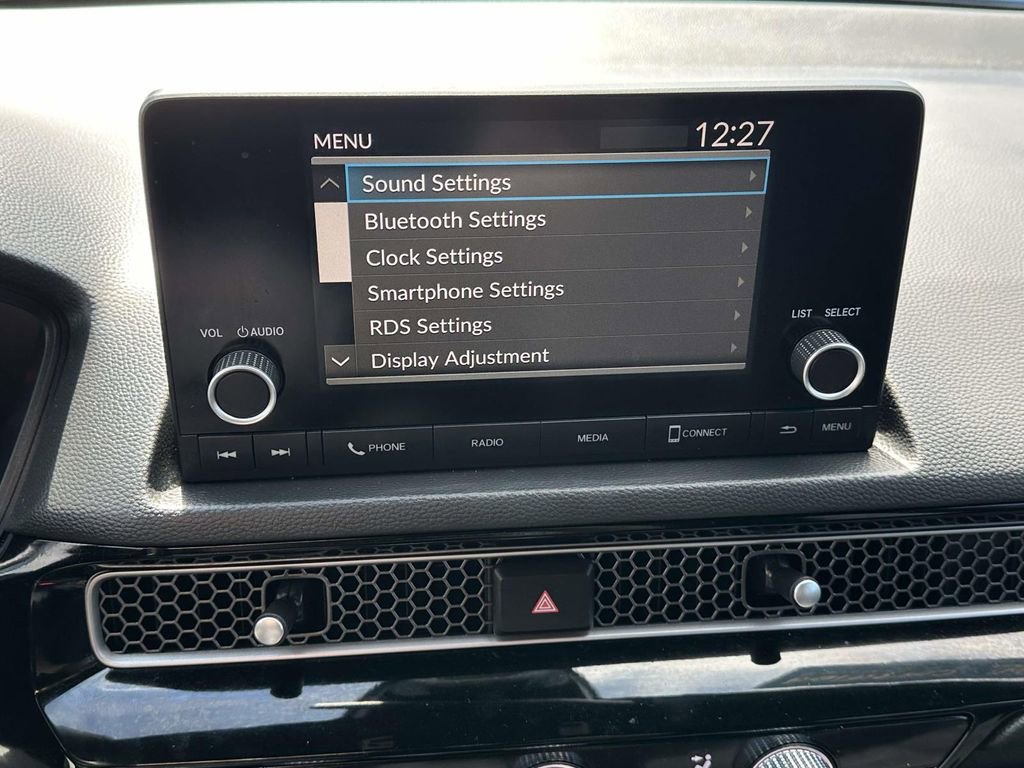 MENU 12:27
Sound Settings
Bluetooth Settings
Clock Settings
Smartphone Settings
RDS Settings
Display Adjustment
VOL AUDIO
LIST SELECT
PHONE RADIO MEDIA CONNECT MENU